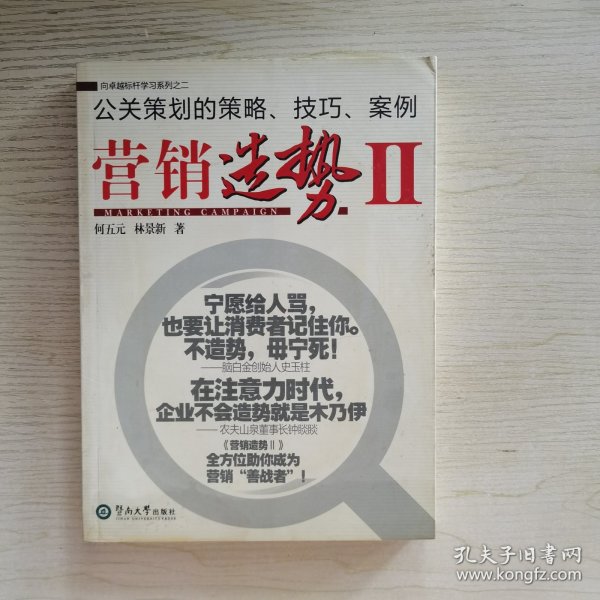 向卓越标杆学习系列之二
公关策划的策略、技巧、案例
营销造势 II
MARKETING CAMPAIGN
何五元 林景新 著
宁愿给人骂，
也要让消费者记住你。
不造势，毋宁死！
——脑白金创始人史玉柱
在注意力时代，
企业不会造势就是木乃伊
——农夫山泉董事长钟睒睒
《营销造势Ⅱ》
全方位助你成为
营销“善战者”！
暨南大学出版社
JINAN UNIVERSITY PRESS
孔夫子旧书网
www.kongfz.com